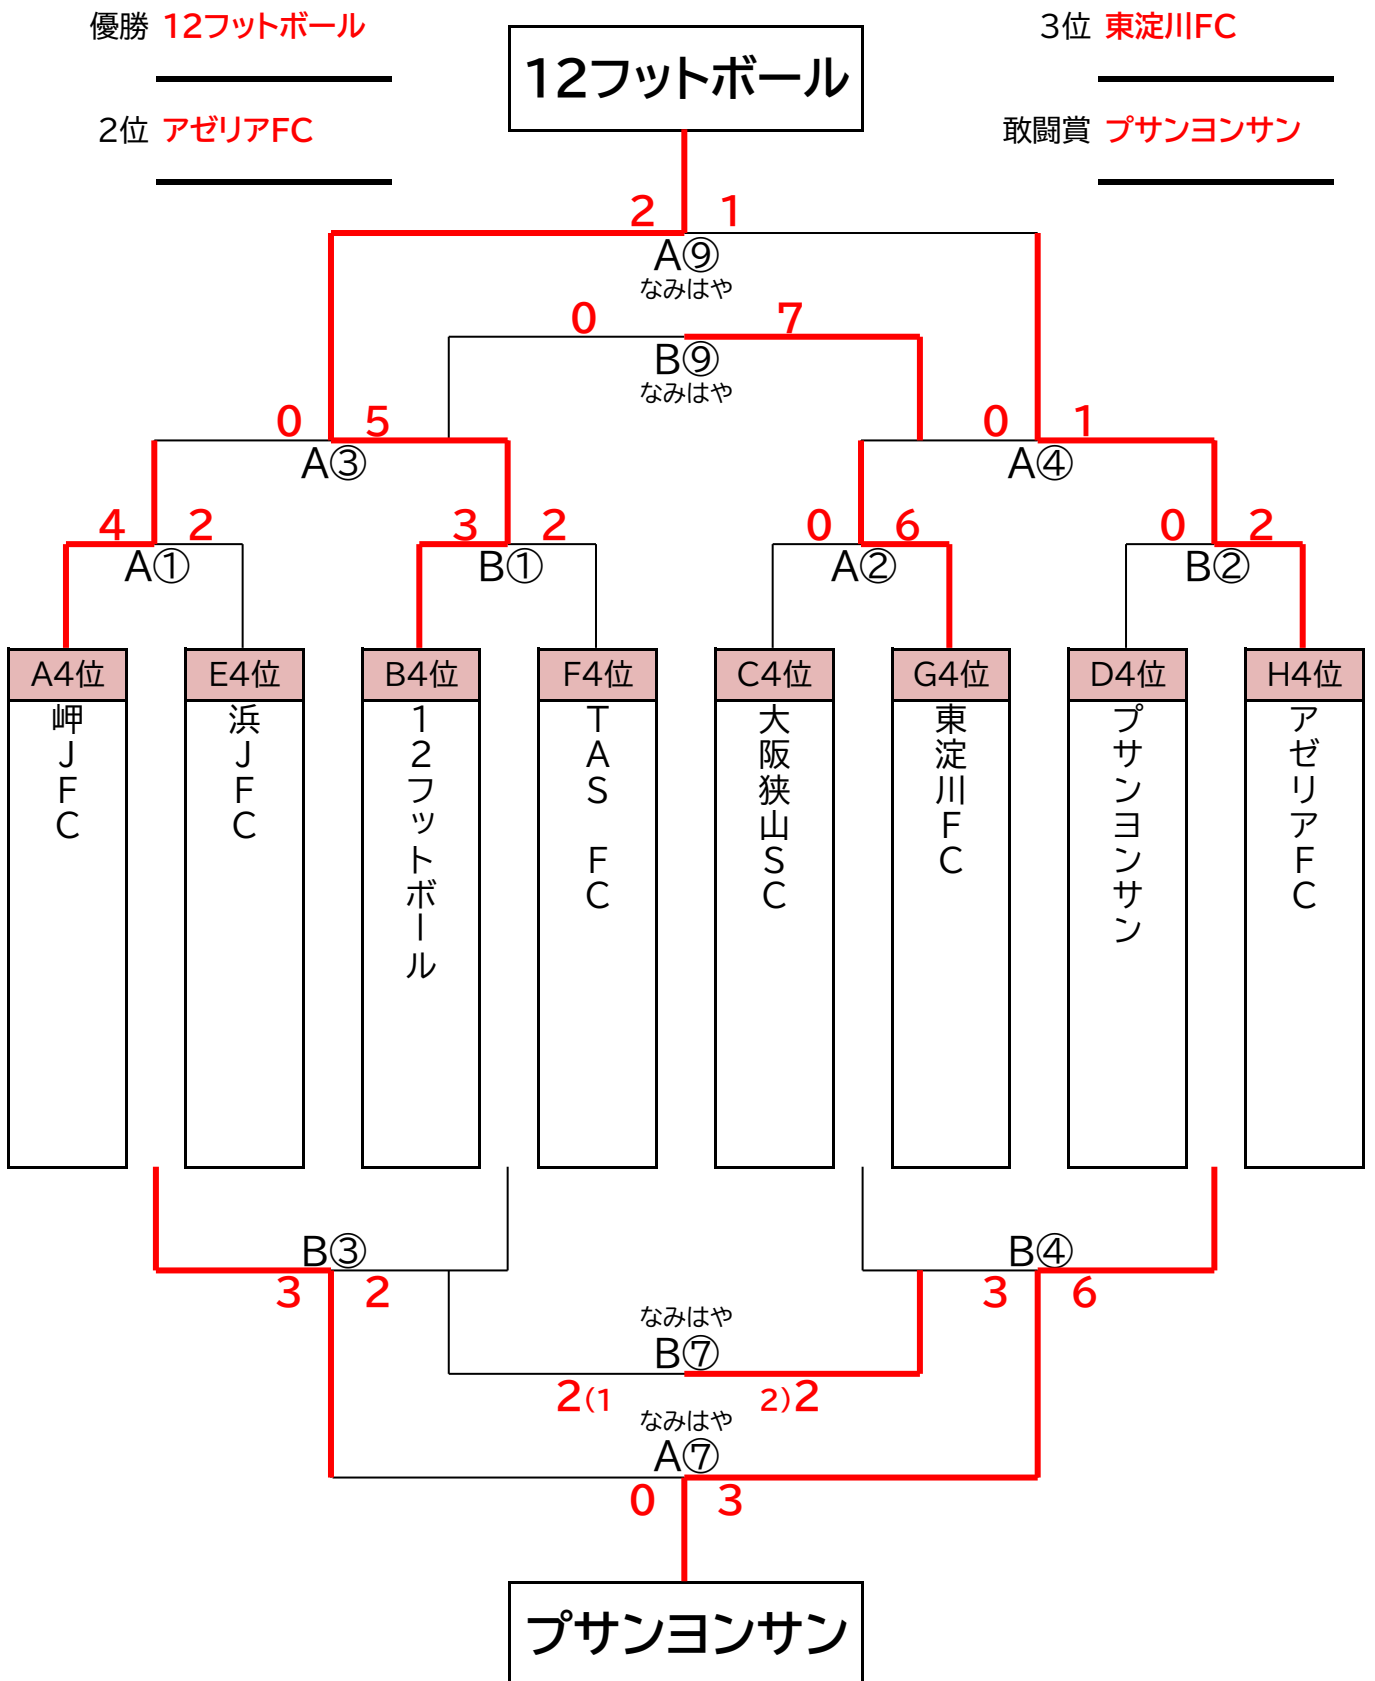 優勝 12フットボール
3位 東淀川FC
12フットボール
2位 アゼリアFC
敢闘賞 プサンヨンサン
2 1
A⑨
なみはや
0 7
B⑨
なみはや
0 5
A③
0 1
A④
4 2
A①
3 2
B①
0 6
A②
0 2
B②
A4位
E4位
B4位
F4位
C4位
G4位
D4位
H4位
岬JFC
浜JFC
12フットボール
TAS FC
大阪狭山SC
東淀川FC
プサンヨンサン
アゼリアFC
B③
3 2
B④
3 6
なみはや
B⑦
2(1 2)2
なみはや
A⑦
0 3
プサンヨンサン